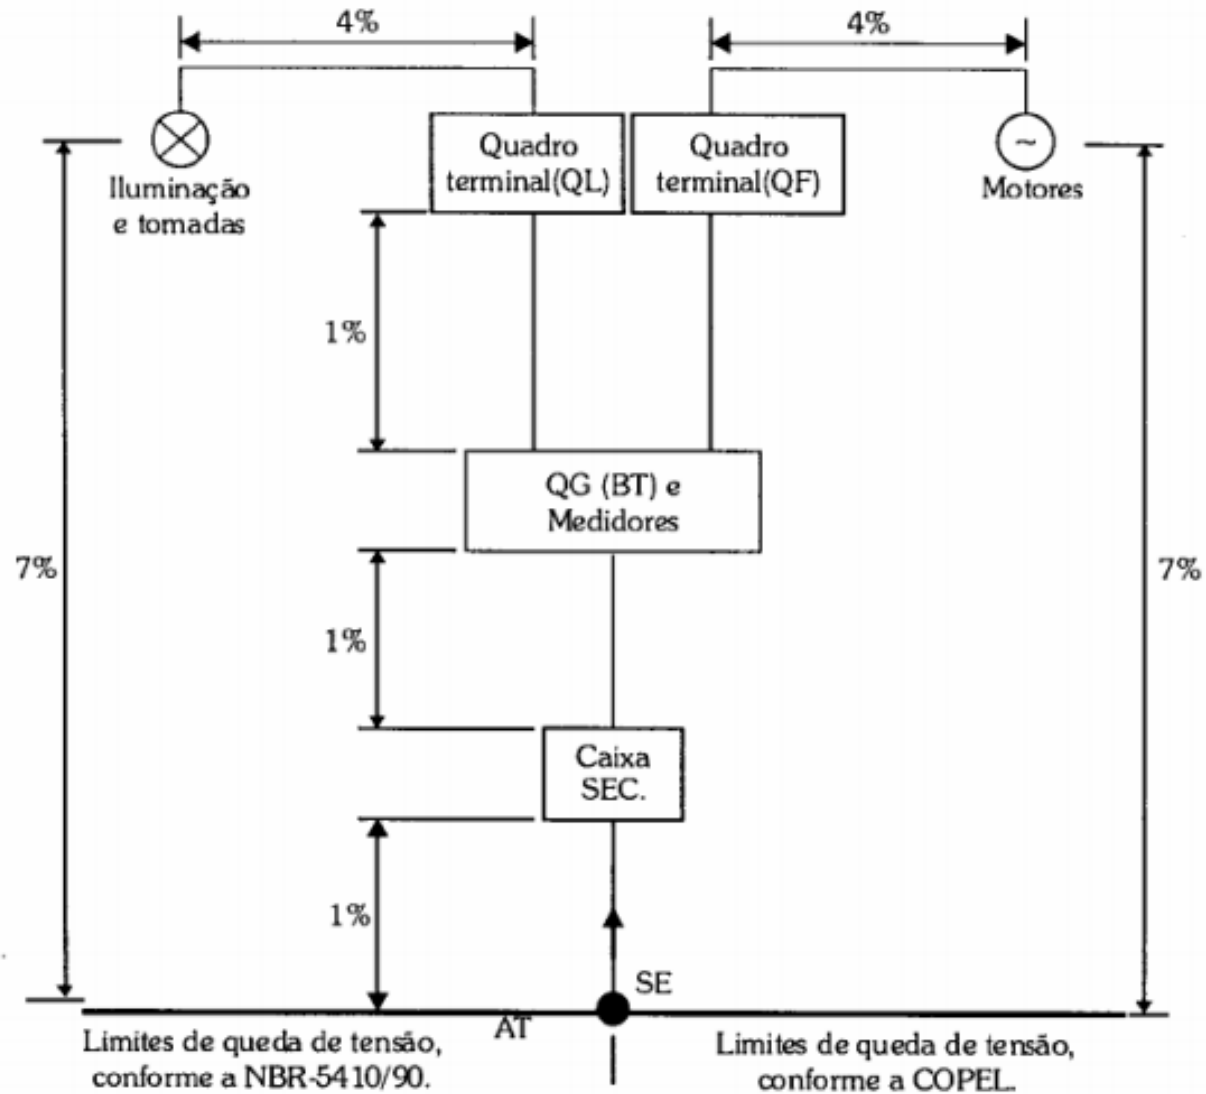 4%
4%
Quadro
terminal(QL)
Quadro
terminal(QF)
~
Iluminação
e tomadas
Motores
1%
QG (BT) e
Medidores
7%
7%
1%
Caixa
SEC.
1%
SE
AT
Limites de queda de tensão,
conforme a NBR-5410/90.
Limites de queda de tensão,
conforme a COPEL.